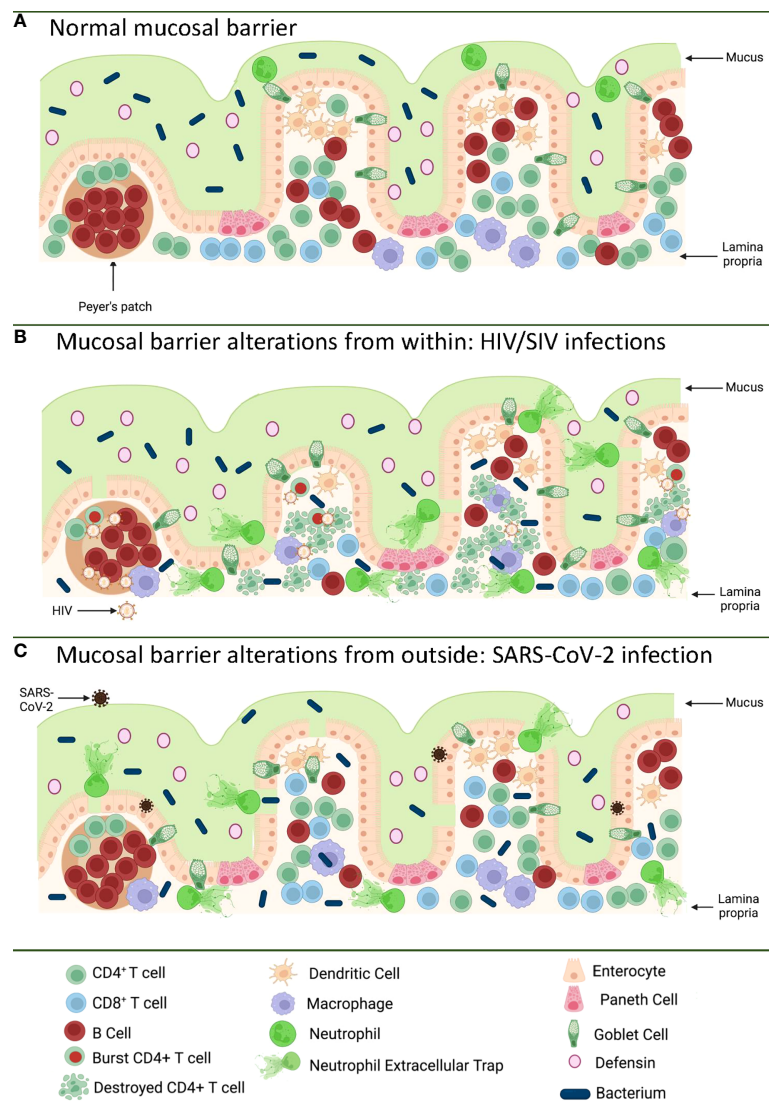 A Normal mucosal barrier
Mucus
Lamina
propria
Peyer's patch
B Mucosal barrier alterations from within: HIV/SIV infections
Mucus
Lamina
propria
HIV
C Mucosal barrier alterations from outside: SARS-CoV-2 infection
SARS-
CoV-2
Mucus
Lamina
propria
CD4+ T cell
CD8+ T cell
B Cell
Burst CD4+ T cell
Destroyed CD4+ T cell
Dendritic Cell
Macrophage
Neutrophil
Neutrophil Extracellular Trap
Enterocyte
Paneth Cell
Goblet Cell
Defensin
Bacterium